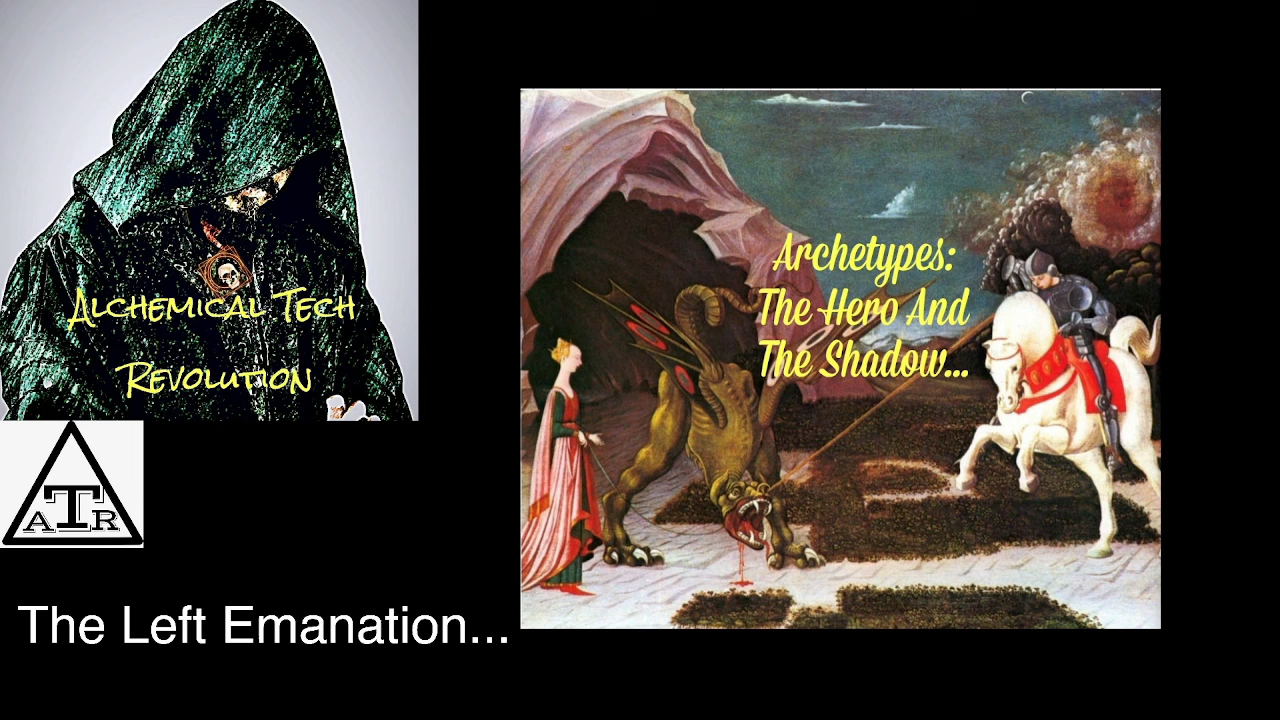 Alchemical Tech
Revolution
ATR
The Left Emanation...
Archetypes:
The Hero And
The Shadow...